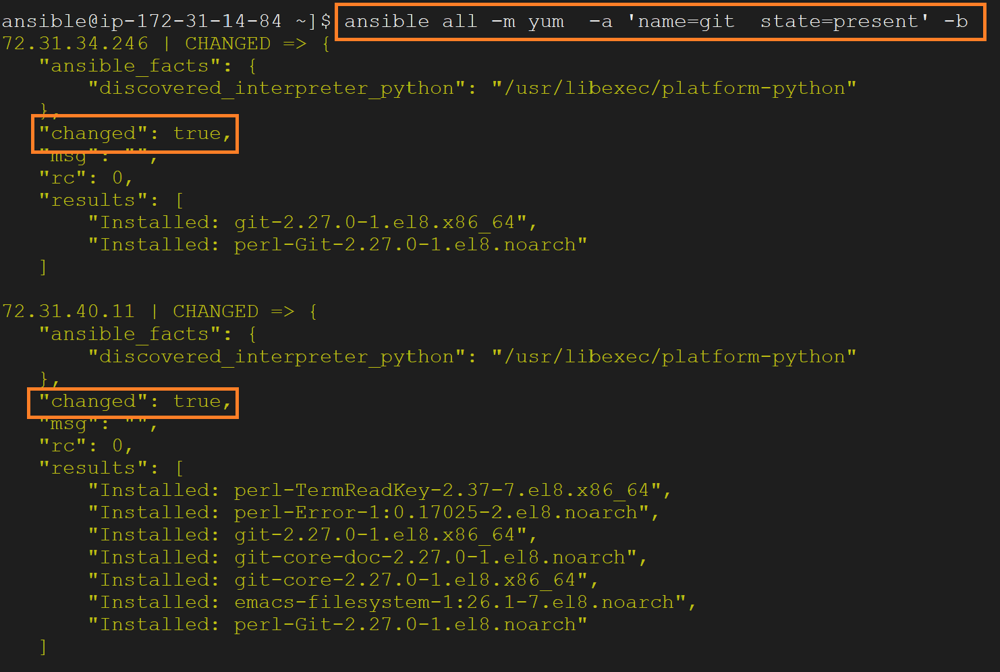 ansible@ip-172-31-14-84 ~]$ ansible all -m yum  -a 'name=git  state=present' -b
72.31.34.246 | CHANGED => {
    "ansible_facts": {
        "discovered_interpreter_python": "/usr/libexec/platform-python"
    },
    "changed": true,
    "msg": "",
    "rc": 0,
    "results": [
        "Installed: git-2.27.0-1.el8.x86_64",
        "Installed: perl-Git-2.27.0-1.el8.noarch"
    ]
72.31.40.11 | CHANGED => {
    "ansible_facts": {
        "discovered_interpreter_python": "/usr/libexec/platform-python"
    },
    "changed": true,
    "msg": "",
    "rc": 0,
    "results": [
        "Installed: perl-TermReadKey-2.37-7.el8.x86_64",
        "Installed: perl-Error-1:0.17025-2.el8.noarch",
        "Installed: git-2.27.0-1.el8.x86_64",
        "Installed: git-core-doc-2.27.0-1.el8.noarch",
        "Installed: git-core-2.27.0-1.el8.x86_64",
        "Installed: emacs-filesystem-1:26.1-7.el8.noarch",
        "Installed: perl-Git-2.27.0-1.el8.noarch"
    ]